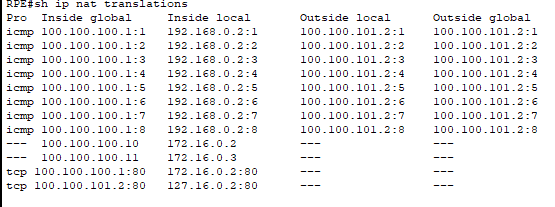 RPE#sh ip nat translations
Pro  Inside global     Inside local       Outside local      Outside global
icmp 100.100.100.1:1   192.168.0.2:1      100.100.101.2:1    100.100.101.2:1
icmp 100.100.100.1:2   192.168.0.2:2      100.100.101.2:2    100.100.101.2:2
icmp 100.100.100.1:3   192.168.0.2:3      100.100.101.2:3    100.100.101.2:3
icmp 100.100.100.1:4   192.168.0.2:4      100.100.101.2:4    100.100.101.2:4
icmp 100.100.100.1:5   192.168.0.2:5      100.100.101.2:5    100.100.101.2:5
icmp 100.100.100.1:6   192.168.0.2:6      100.100.101.2:6    100.100.101.2:6
icmp 100.100.100.1:7   192.168.0.2:7      100.100.101.2:7    100.100.101.2:7
icmp 100.100.100.1:8   192.168.0.2:8      100.100.101.2:8    100.100.101.2:8
---  100.100.100.10    172.16.0.2         ---                ---
---  100.100.100.11    172.16.0.3         ---                ---
tcp 100.100.100.1:80   172.16.0.2:80      ---                ---
tcp 100.100.101.2:80   127.16.0.2:80      ---                ---